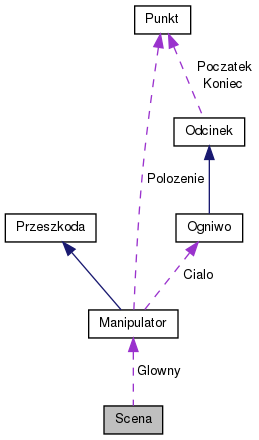 Punkt
Poczatek
Koniec
Odcinek
Polozenie
Przeszkoda
Ogniwo
Cialo
Manipulator
Glowny
Scena